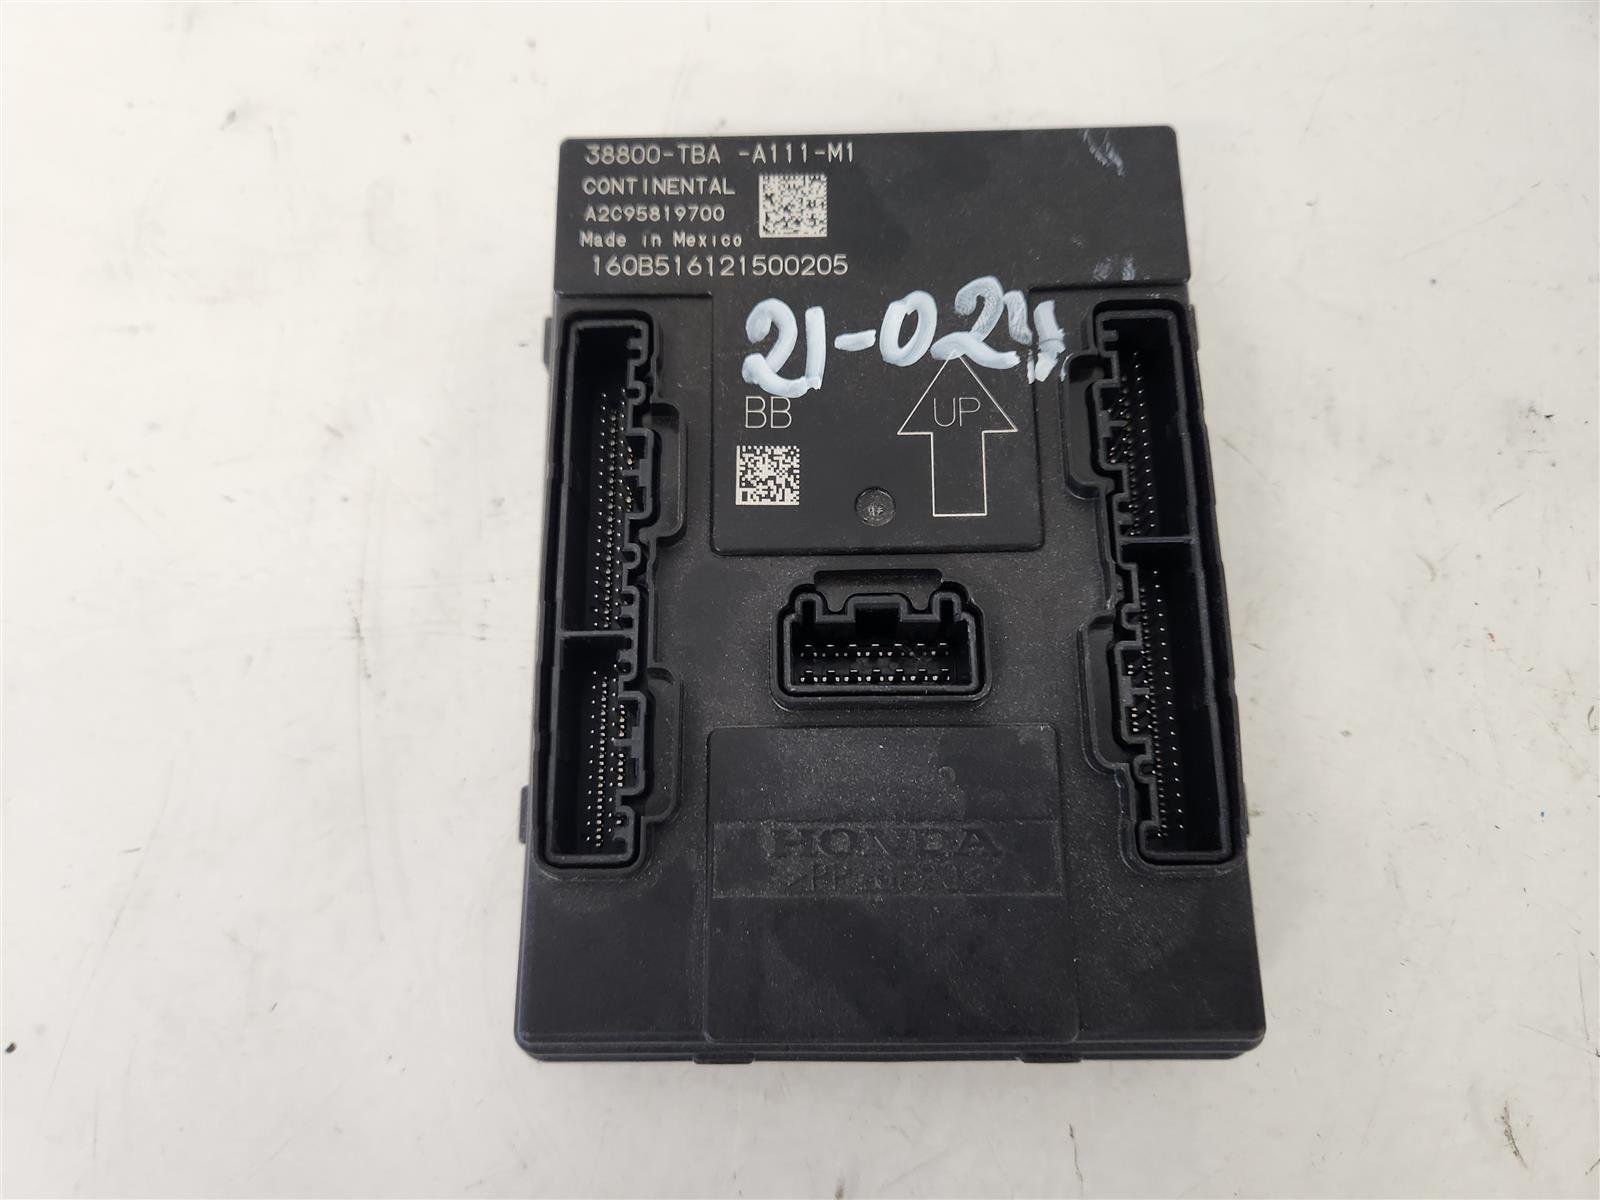 38800-TBA -A111-M1
CONTINENTAL
A2C95819700
Made in Mexico
160B516121500205
21-024
BB
UP
HONDA